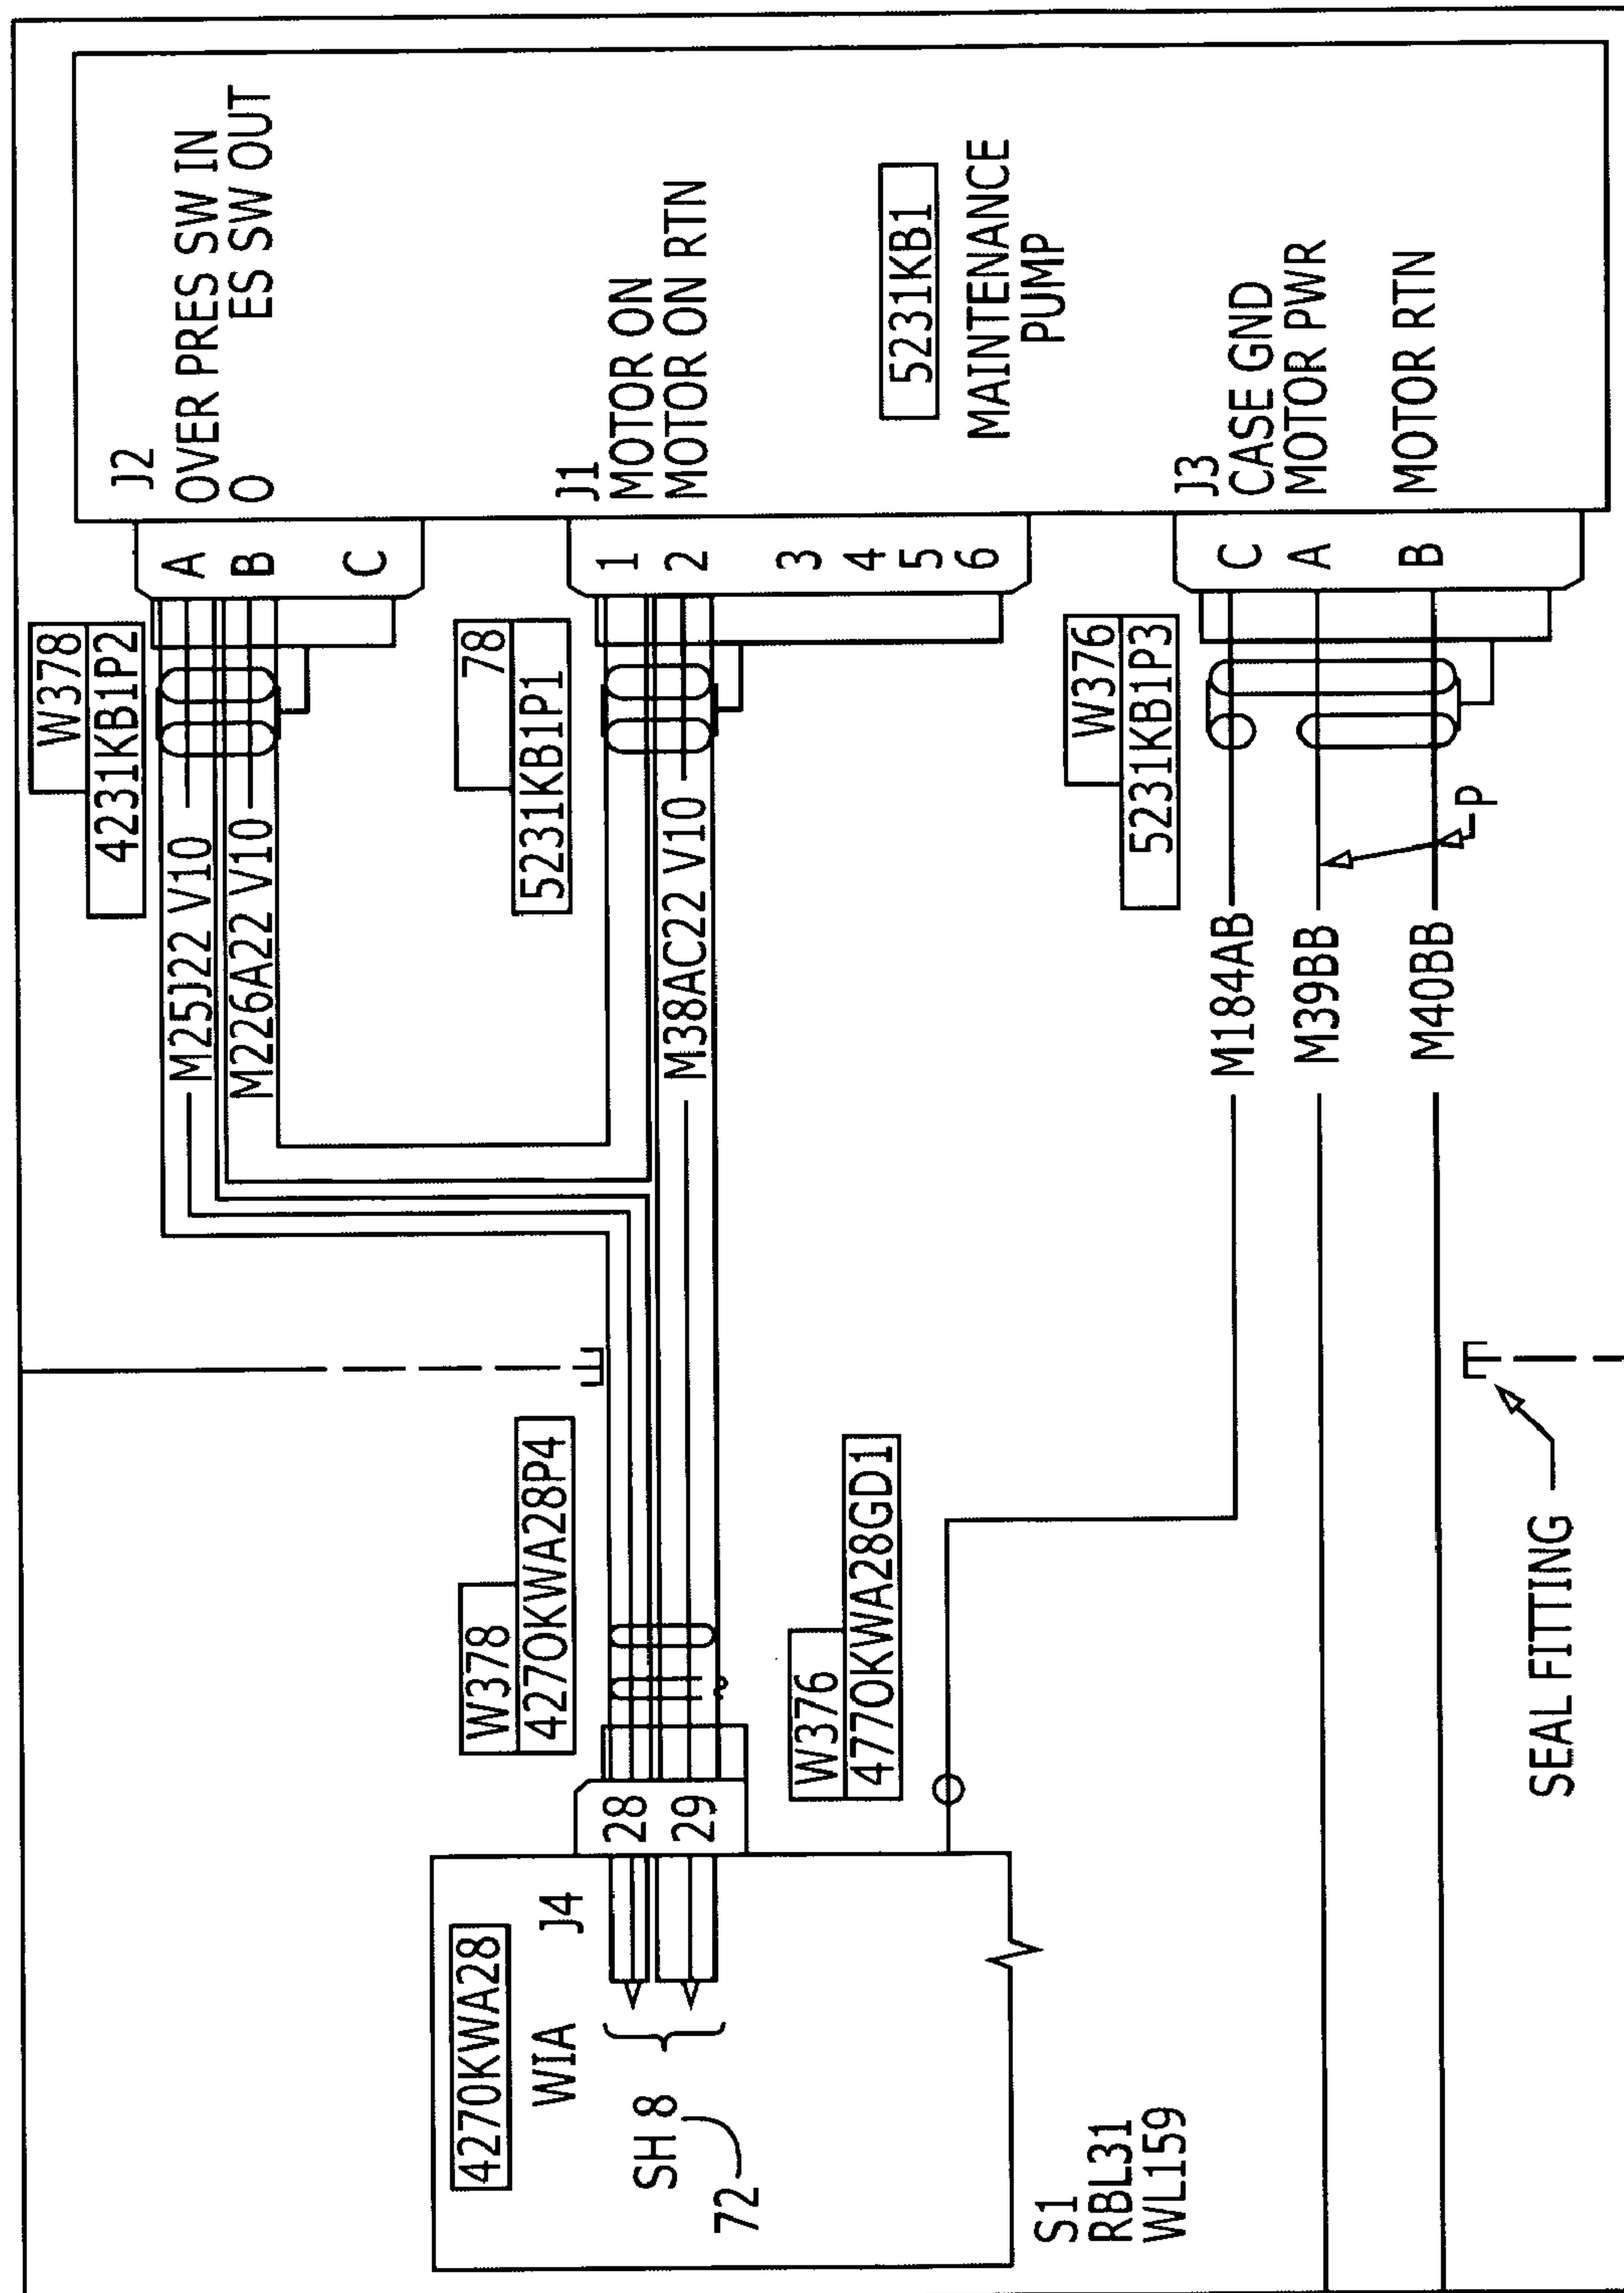 4270KWA28
WIA
J4
SH 8
72
28
29
S1
RBL31
WL159
W378
4270KWA28P4
W376
4770KWA28GD1
SEAL FITTING
M25J22 V10
M226A22 V10
M38AC22 V10
M184AB
M39BB
M40BB
P
W378
4231KB1P2
78
5231KB1P1
W376
5231KB1P3
A
B
C
1
2
3
4
5
6
C
A
B
J2
OVER PRES SW IN
O ES SW OUT
J1
MOTOR ON
MOTOR ON RTN
5231KB1
MAINTENANCE
PUMP
J3
CASE GND
MOTOR PWR
MOTOR RTN